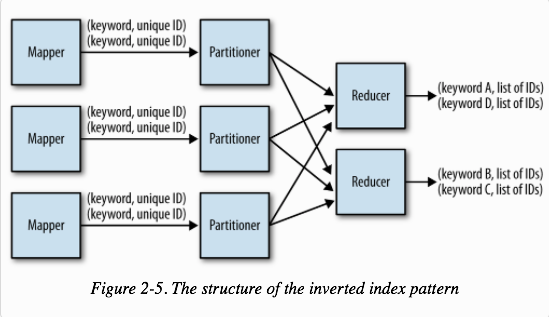 (keyword, unique ID)
(keyword, unique ID)
Mapper
Partitioner
(keyword, unique ID)
(keyword, unique ID)
Mapper
Partitioner
(keyword, unique ID)
(keyword, unique ID)
Mapper
Partitioner
Reducer
(keyword A, list of IDs)
(keyword D, list of IDs)
Reducer
(keyword B, list of IDs)
(keyword C, list of IDs)
Figure 2-5. The structure of the inverted index pattern